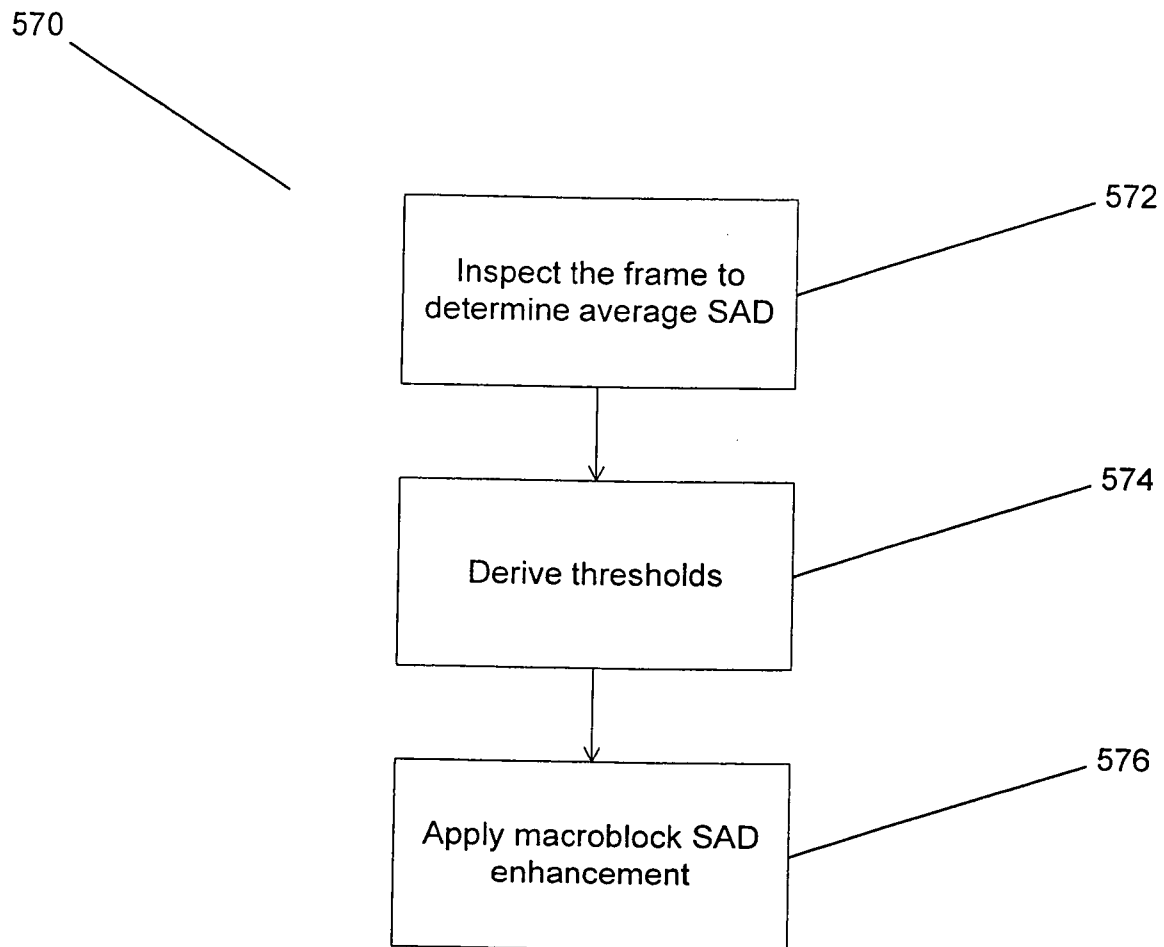 570
572
Inspect the frame to
determine average SAD
574
Derive thresholds
576
Apply macroblock SAD
enhancement